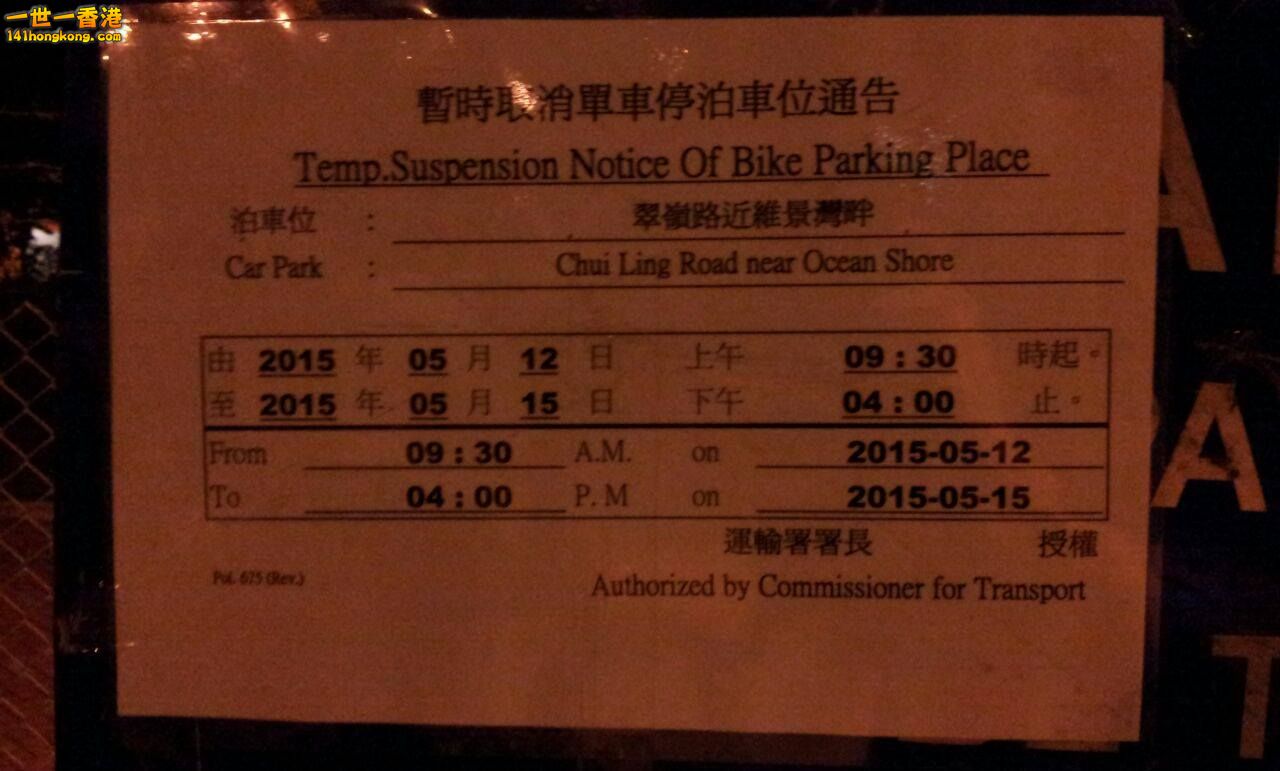 一世一香港
141hongkong.com
暫時取消單車停泊車位通告
Temp.Suspension Notice Of Bike Parking Place
泊車位 : 翠嶺路近維景灣畔
Car Park : Chui Ling Road near Ocean Shore
由 2015 年 05 月 12 日 上午 09 : 30 時起。
至 2015 年 05 月 15 日 下午 04 : 00 止。
From 09 : 30 A.M. on 2015-05-12
To 04 : 00 P. M on 2015-05-15
運輸署署長 授權
Pol. 675 (Rev.)
Authorized by Commissioner for Transport
A
T